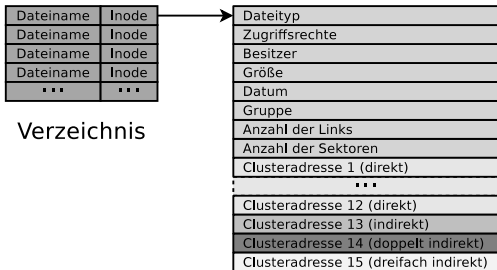 Dateiname Inode
Dateiname Inode
Dateiname Inode
Dateiname Inode
... ...
Verzeichnis
Dateityp
Zugriffsrechte
Besitzer
Größe
Datum
Gruppe
Anzahl der Links
Anzahl der Sektoren
Clusteradresse 1 (direkt)
...
Clusteradresse 12 (direkt)
Clusteradresse 13 (indirekt)
Clusteradresse 14 (doppelt indirekt)
Clusteradresse 15 (dreifach indirekt)